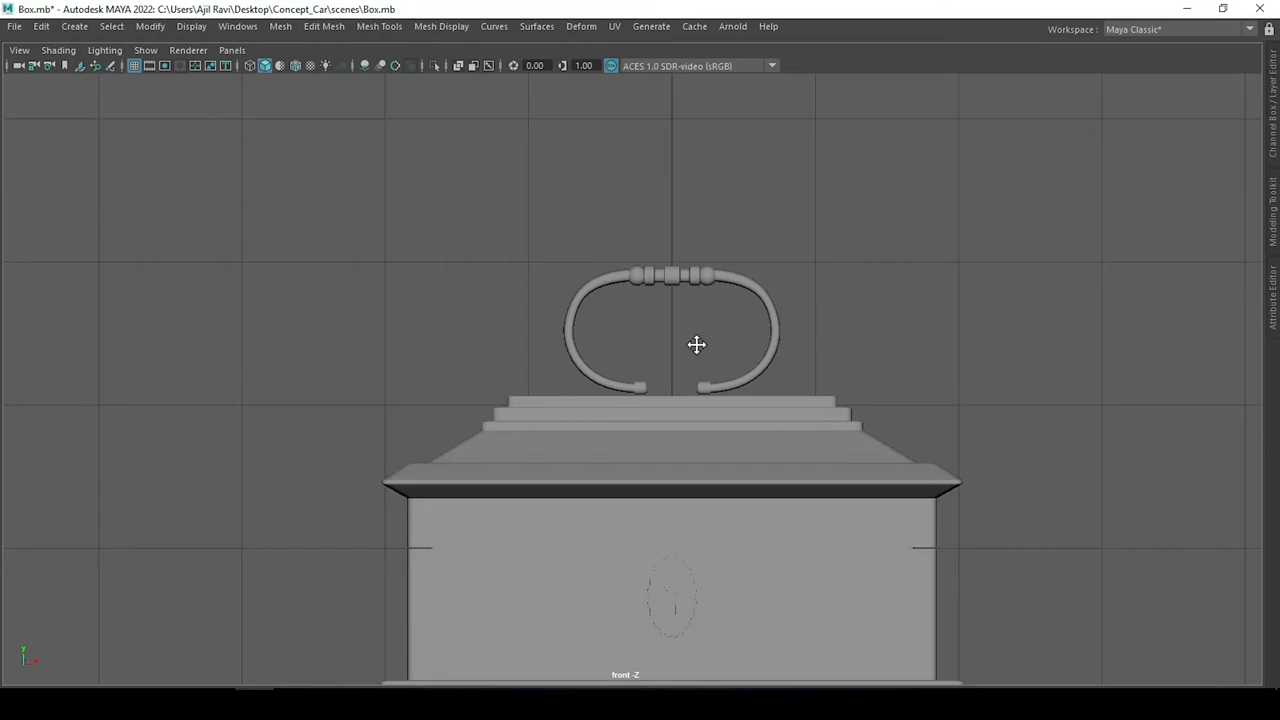 Box.mb* - Autodesk MAYA 2022: C:\Users\Ajil Ravi\Desktop\Concept_Car\scenes\Box.mb
File Edit Create Select Modify Display Windows Mesh Edit Mesh Mesh Tools Mesh Display Curves Surfaces Deform UV Generate Cache Arnold Help Workspace: Maya Classic*
View Shading Lighting Show Renderer Panels
0.00 1.00 ACES 1.0 SDR-video (sRGB)
Channel Box / Layer Editor
Modeling Toolkit
Attribute Editor
y
x
front -Z